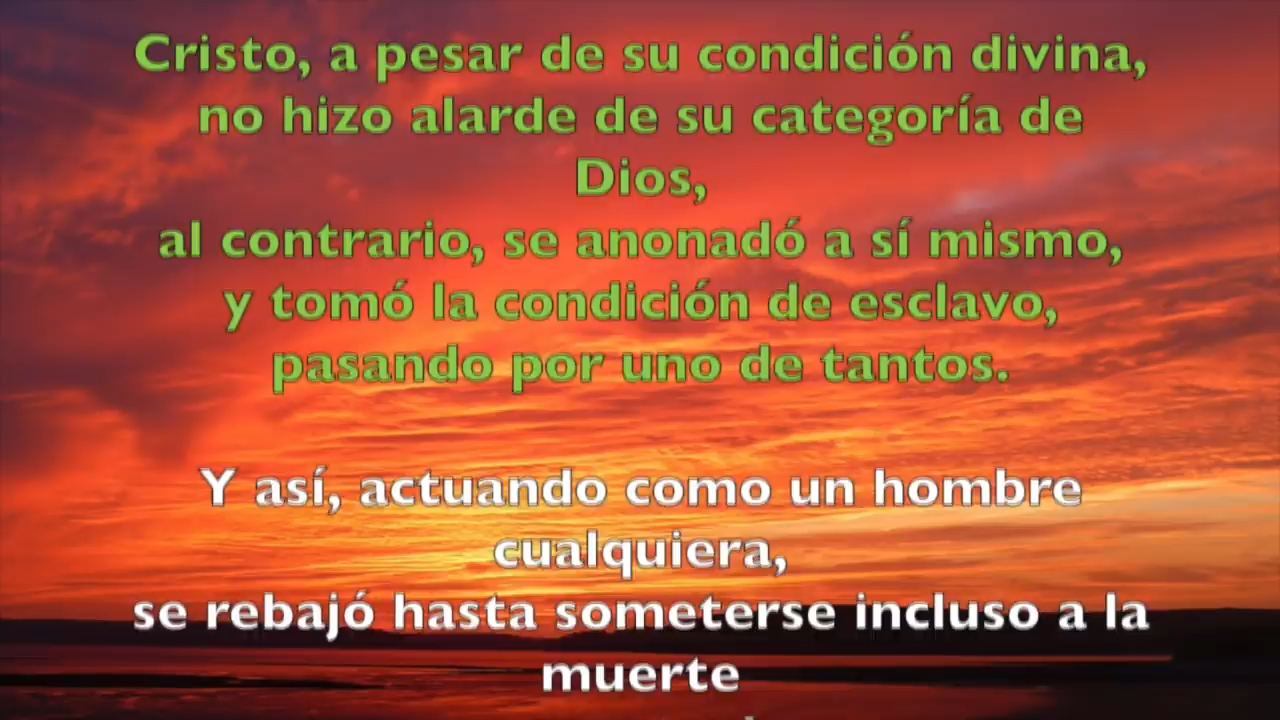 Cristo, a pesar de su condición divina,
no hizo alarde de su categoría de
Dios,
al contrario, se anonadó a sí mismo,
y tomó la condición de esclavo,
pasando por uno de tantos.
Y así, actuando como un hombre
cualquiera,
se rebajó hasta someterse incluso a la
muerte